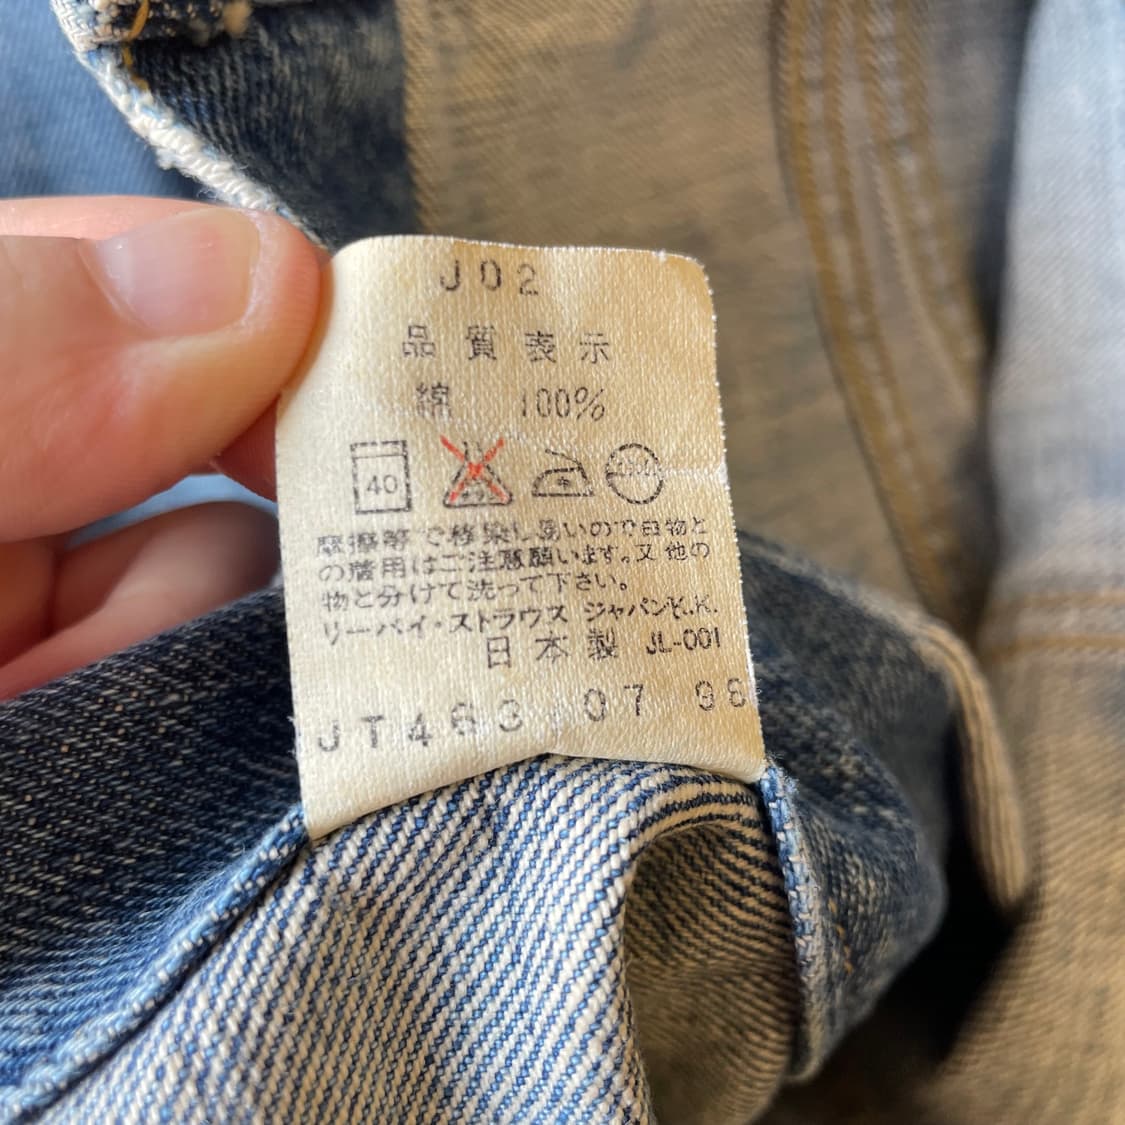 J02
品質表示
綿 100%
40
摩擦等で移染し易いので白物と
の着用はご注意願います。又他の
物と分けて洗って下さい。
リーバイ・ストラウス ジャパンK.K.
日本製 JL-001
JT463 07 98